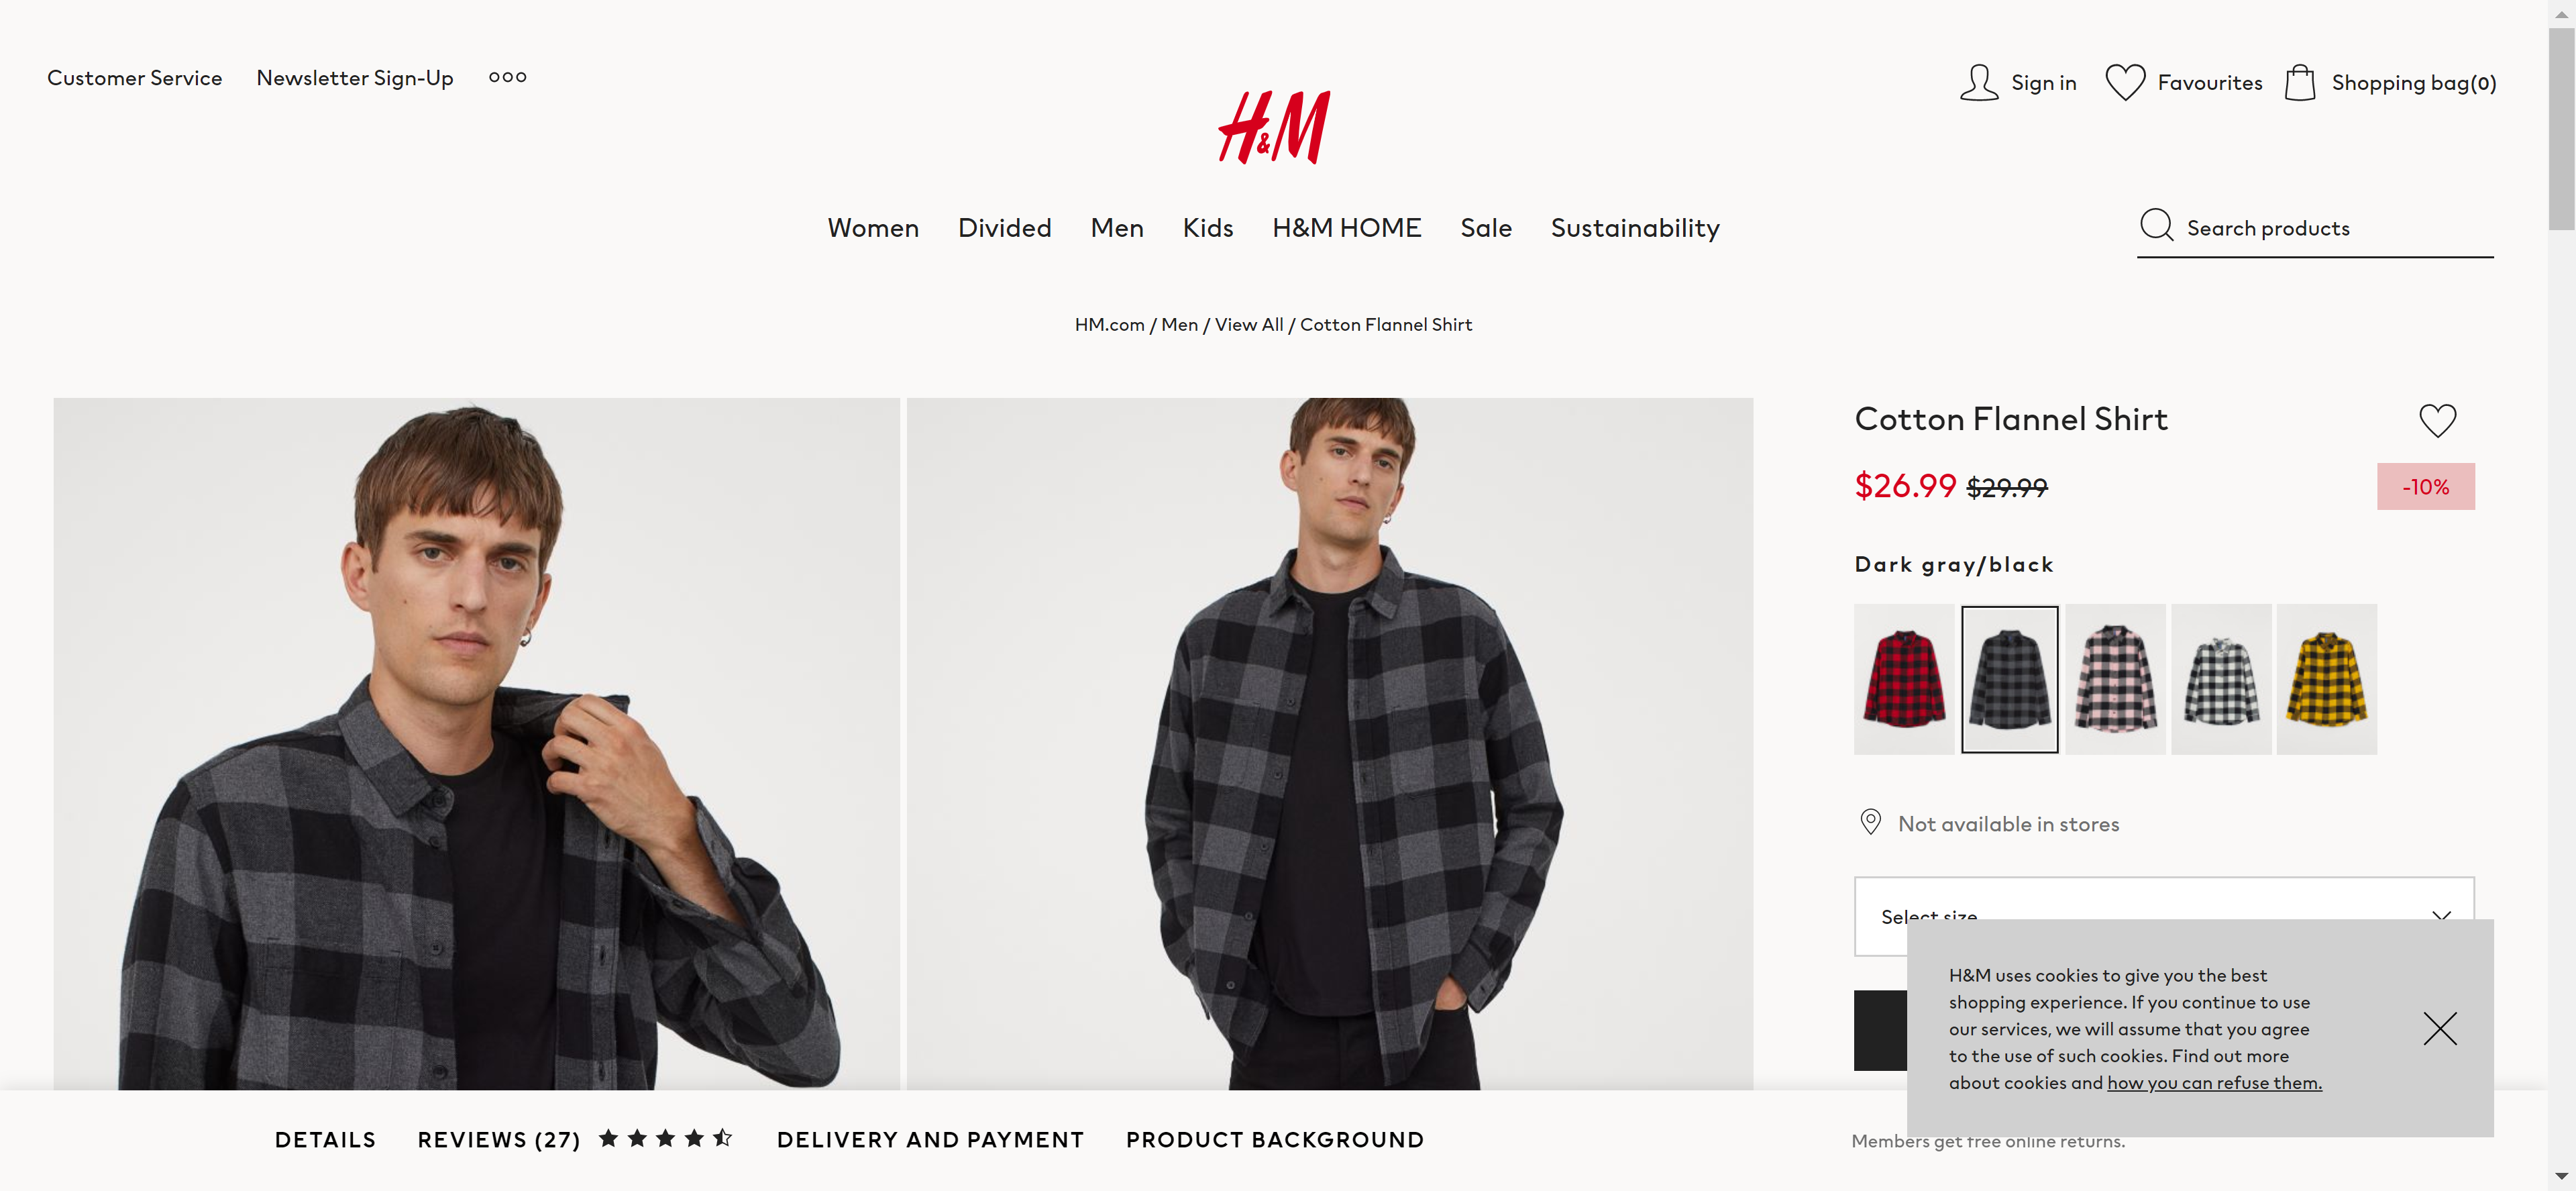 Customer Service
Newsletter Sign-Up
Sign in
Favourites
Shopping bag(0)
H&M
Women
Divided
Men
Kids
H&M HOME
Sale
Sustainability
Search products
HM.com / Men / View All / Cotton Flannel Shirt
Cotton Flannel Shirt
$26.99 $29.99
-10%
Dark gray/black
Not available in stores
Select size
H&M uses cookies to give you the best
shopping experience. If you continue to use
our services, we will assume that you agree
to the use of such cookies. Find out more
about cookies and how you can refuse them.
DETAILS
REVIEWS (27)
DELIVERY AND PAYMENT
PRODUCT BACKGROUND
Members get free online returns.